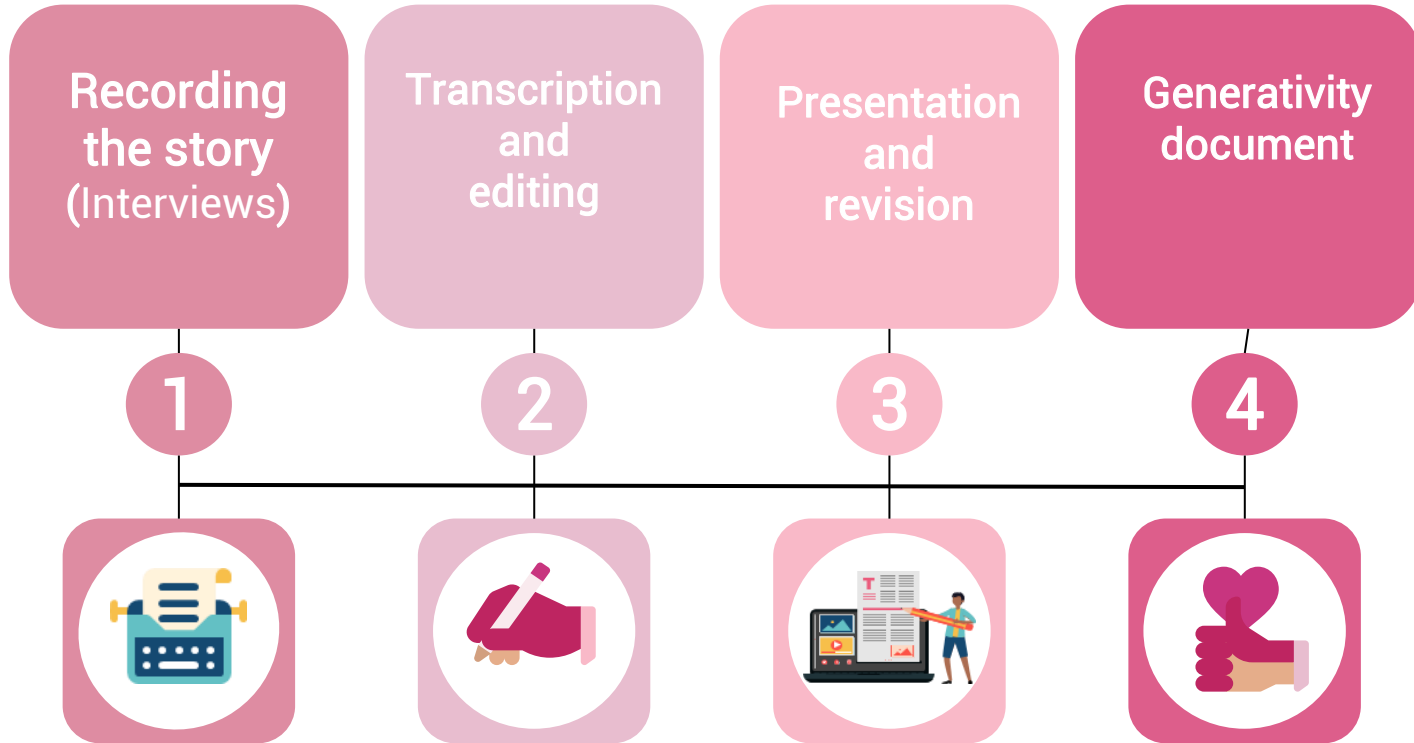 Recording
the story
(Interviews)
Transcription
and
editing
Presentation
and
revision
Generativity
document
1
2
3
4
T